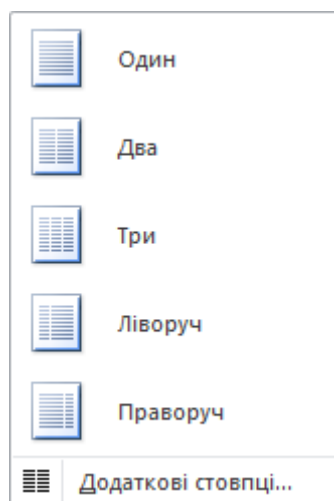 Один
Два
Три
Ліворуч
Праворуч
Додаткові стовпці...